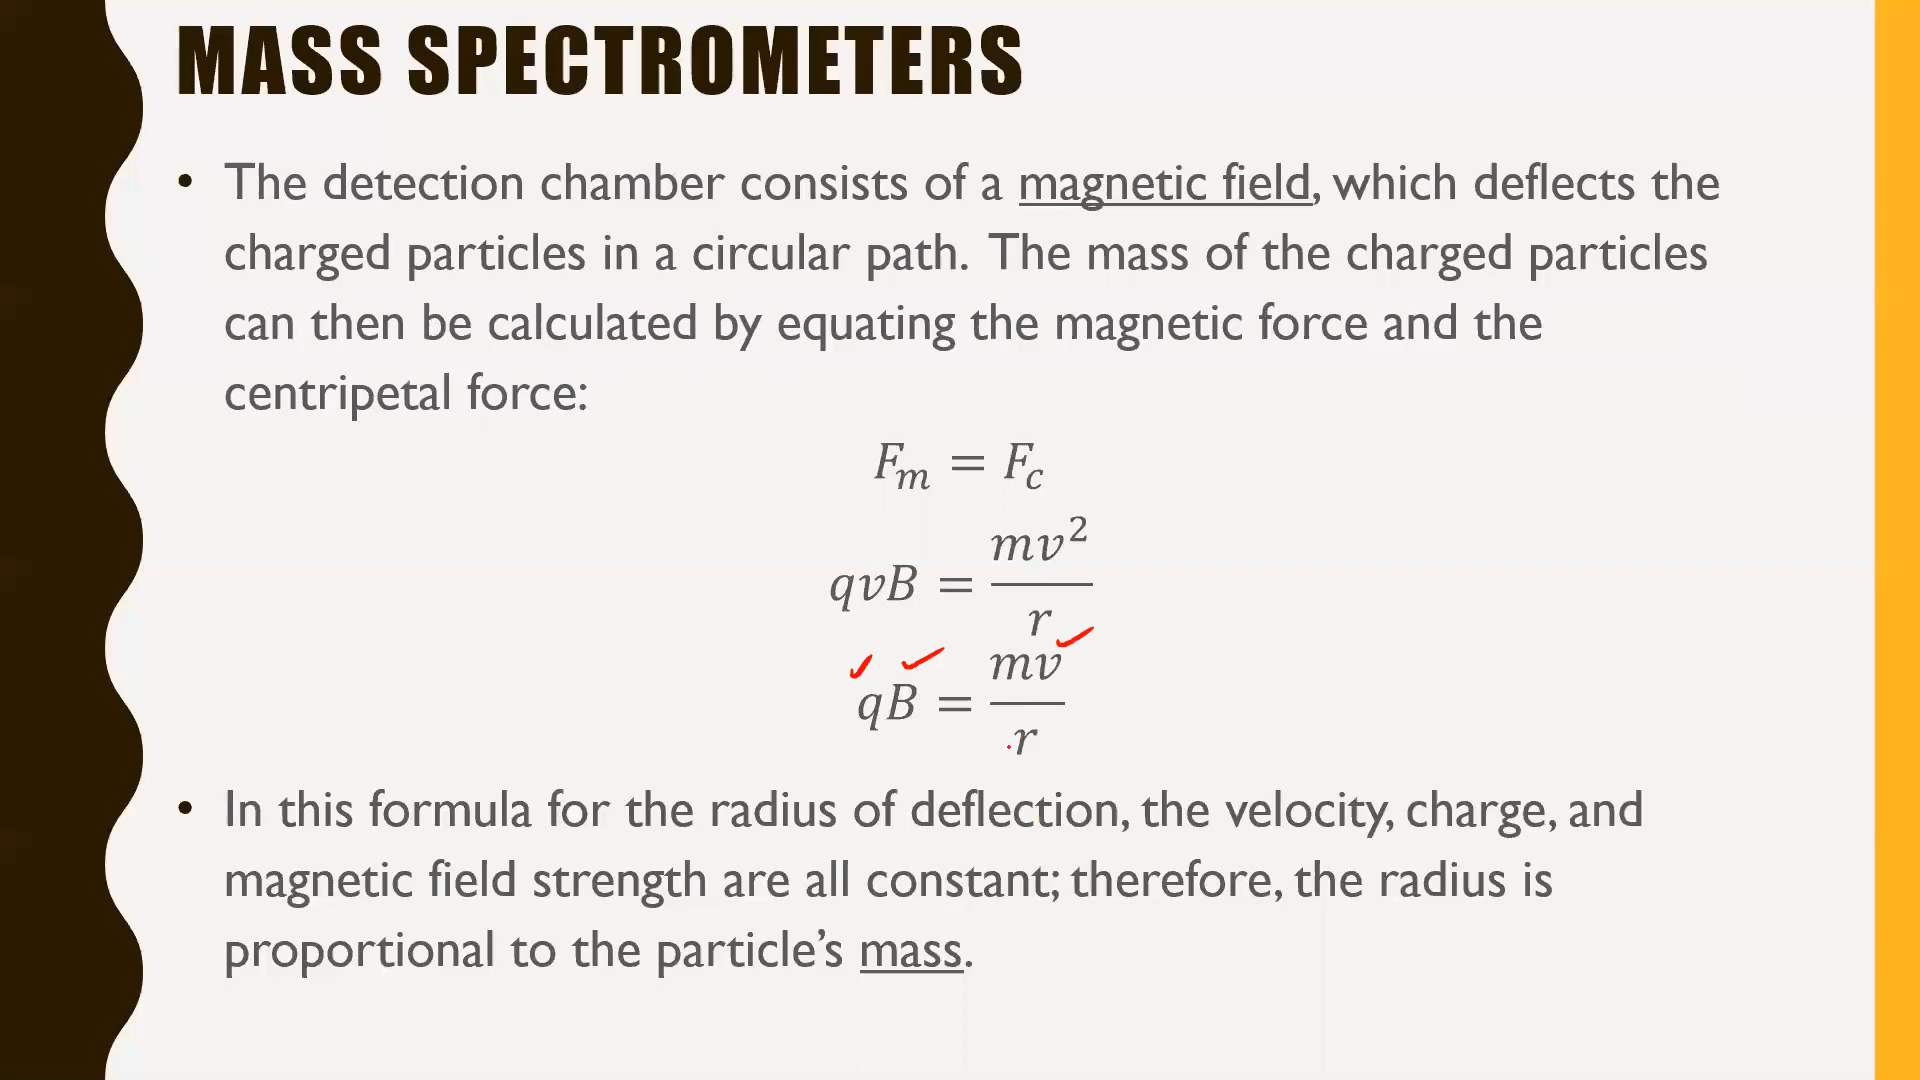 MASS SPECTROMETERS
• The detection chamber consists of a magnetic field, which deflects the
charged particles in a circular path. The mass of the charged particles
can then be calculated by equating the magnetic force and the
centripetal force:
F_m = F_c
qvB = mv²/r
qB = mv/r
• In this formula for the radius of deflection, the velocity, charge, and
magnetic field strength are all constant; therefore, the radius is
proportional to the particle’s mass.